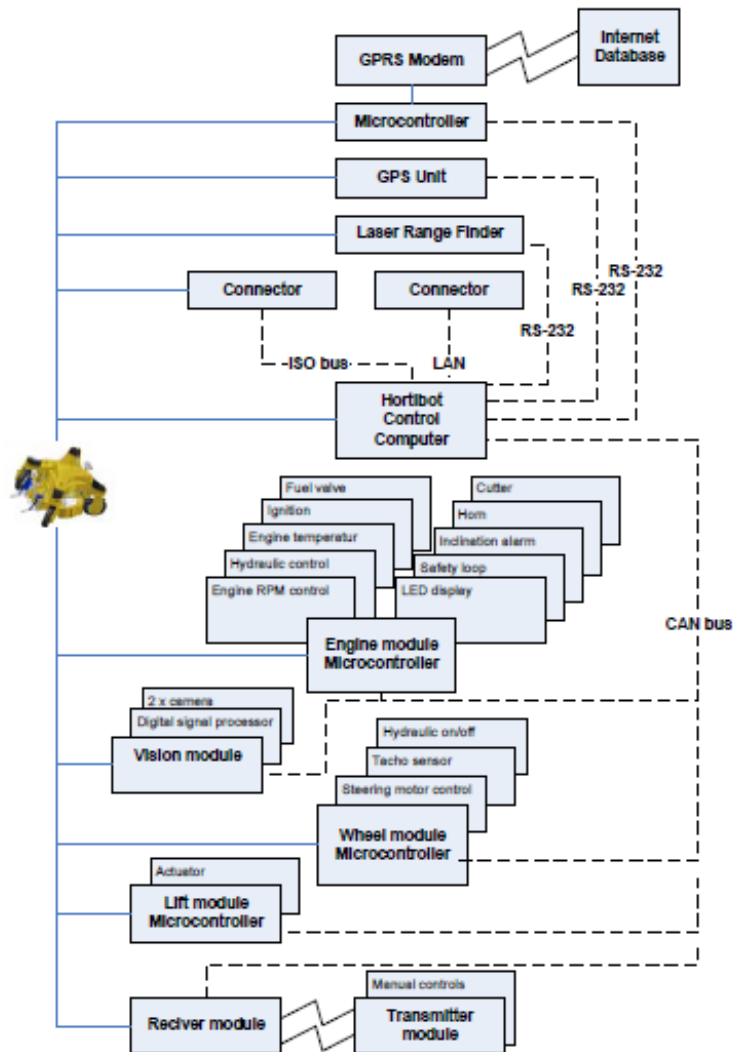 Internet
Database
GPRS Modem
Microcontroller
GPS Unit
Laser Range Finder
RS-232
Connector
Connector
RS-232
RS-232
ISO bus
LAN
Hortibot
Control
Computer
Fuel valve
Cutter
Ignition
Horn
Engine temperatur
Inclination alarm
Hydraulic control
Safety loop
Engine RPM control
LED display
CAN bus
Engine module
Microcontroller
2 x camera
Digital signal processor
Vision module
Hydraulic on/off
Tacho sensor
Steering motor control
Wheel module
Microcontroller
Actuator
Lift module
Microcontroller
Manual controls
Reciver module
Transmitter
module